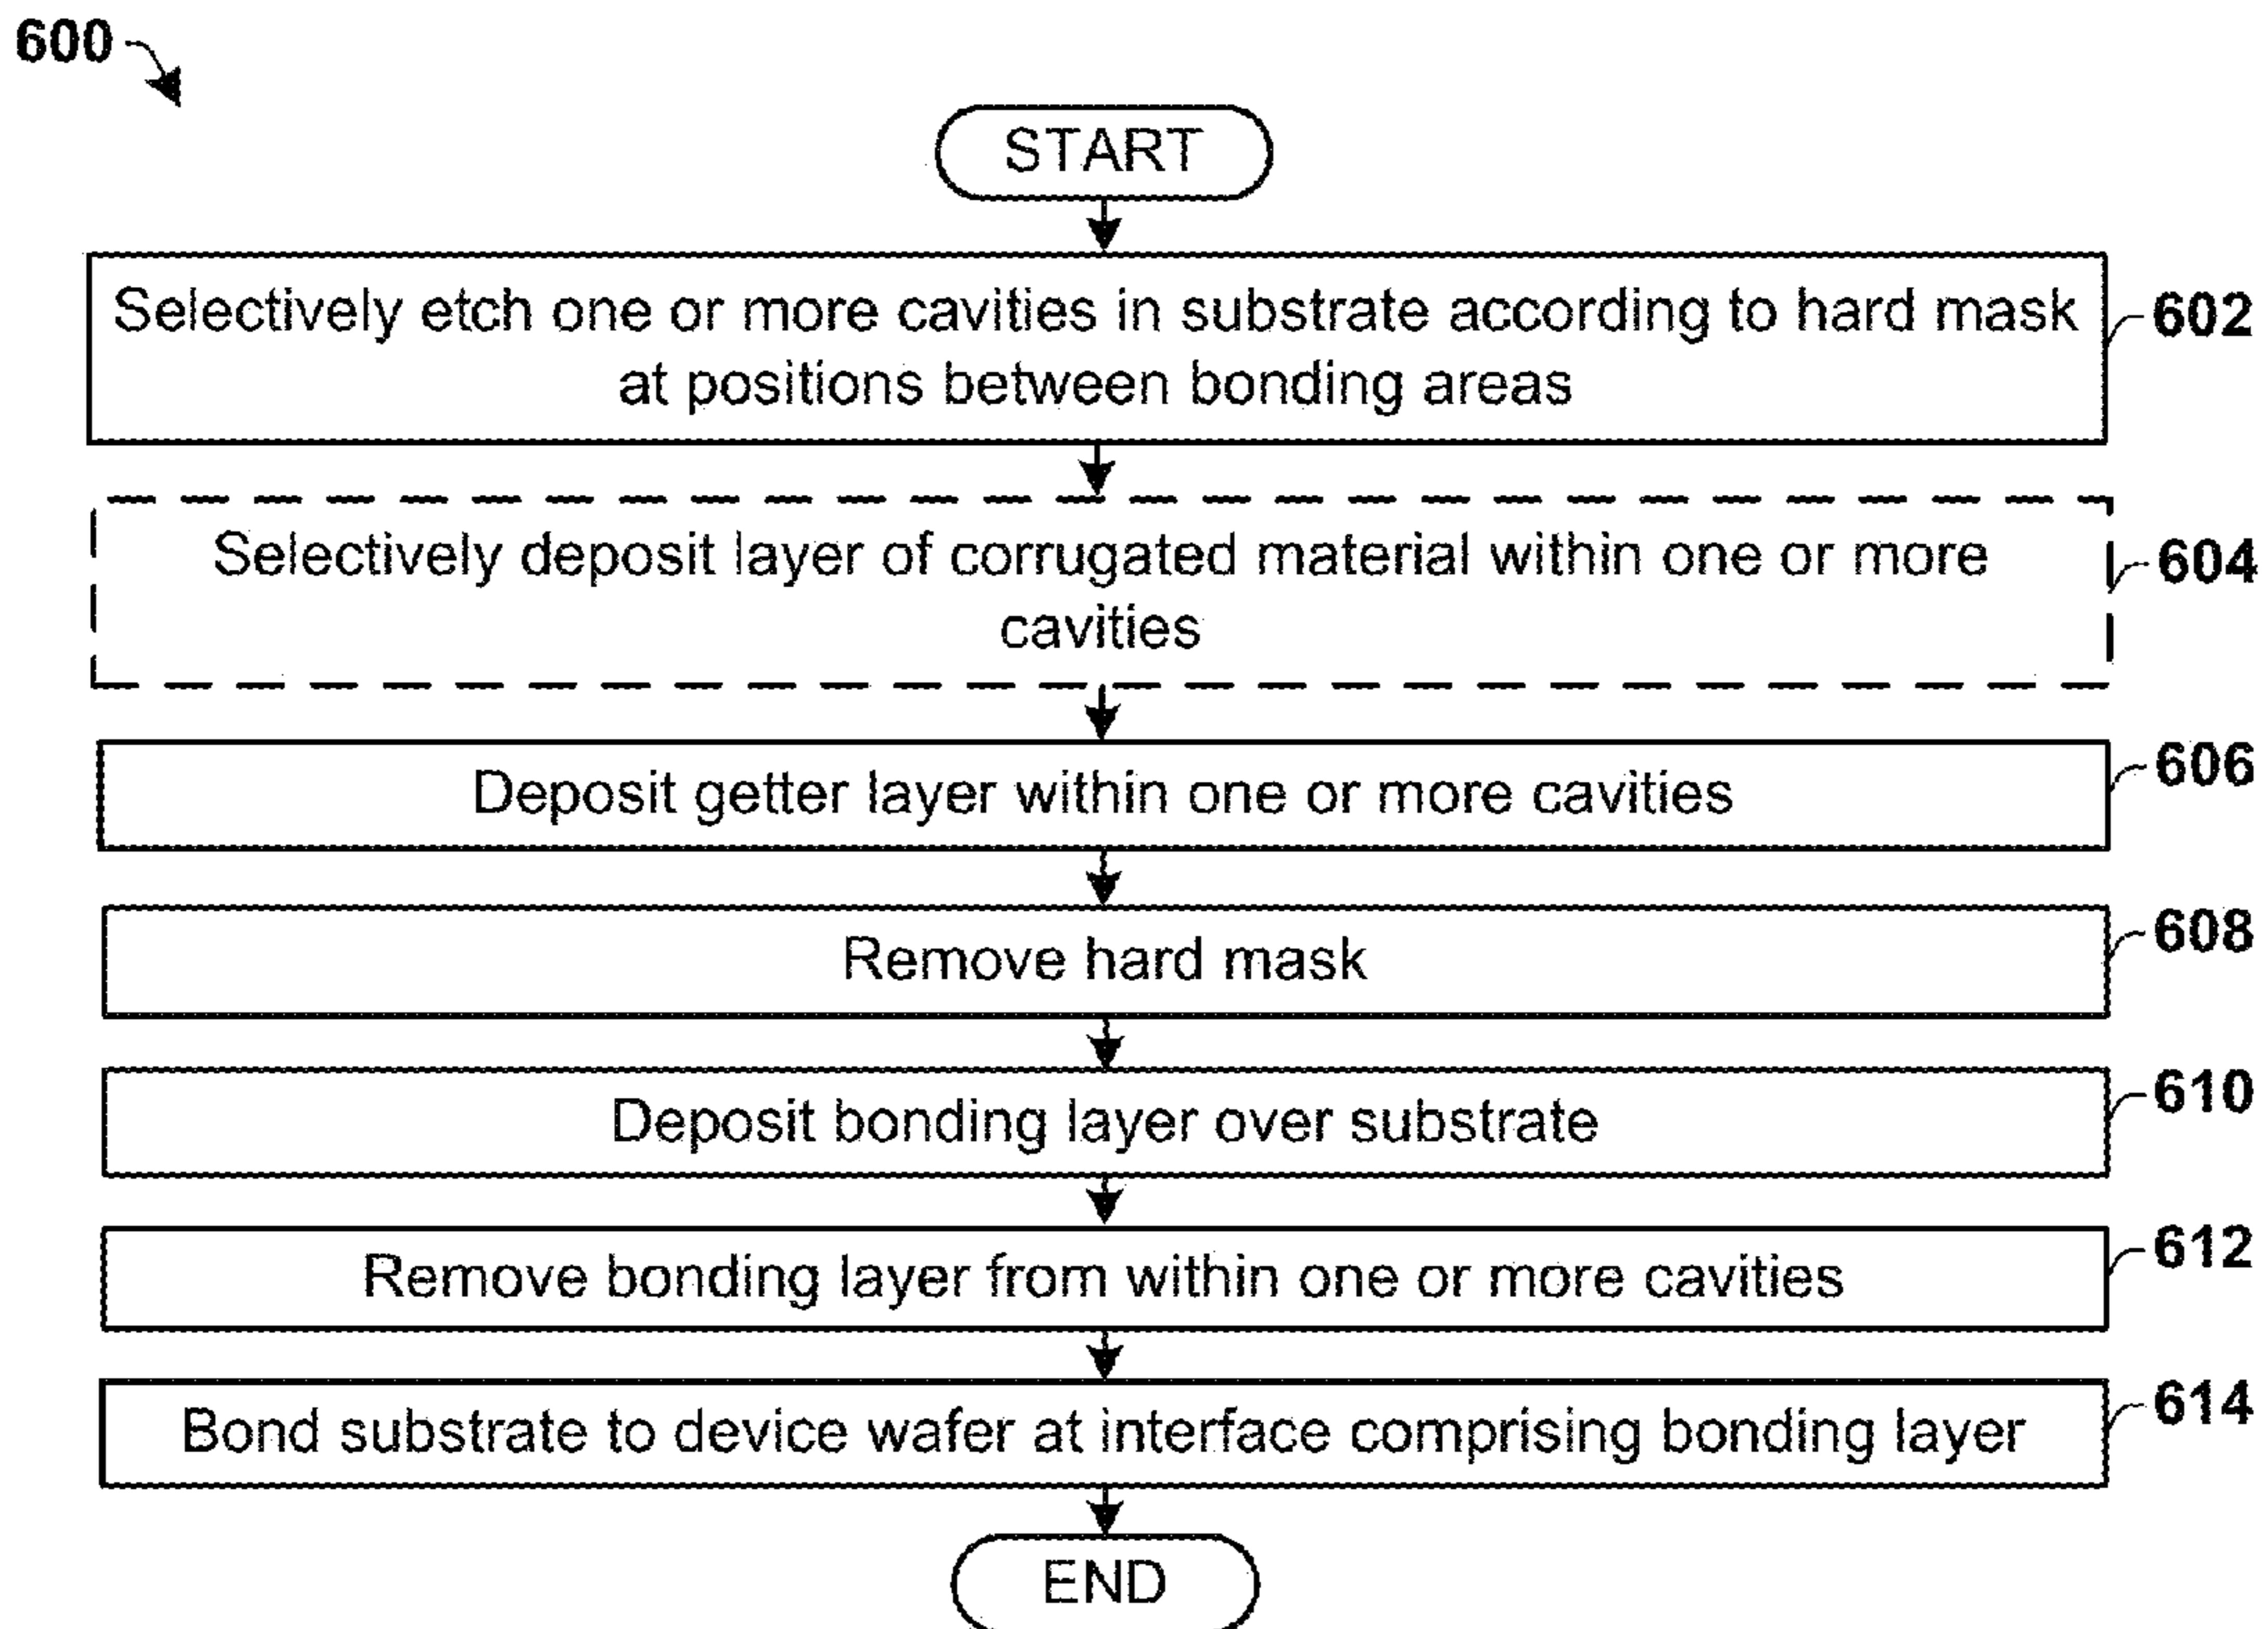 600
START
Selectively etch one or more cavities in substrate according to hard mask
at positions between bonding areas
602
Selectively deposit layer of corrugated material within one or more
cavities
604
Deposit getter layer within one or more cavities
606
Remove hard mask
608
Deposit bonding layer over substrate
610
Remove bonding layer from within one or more cavities
612
Bond substrate to device wafer at interface comprising bonding layer
614
END